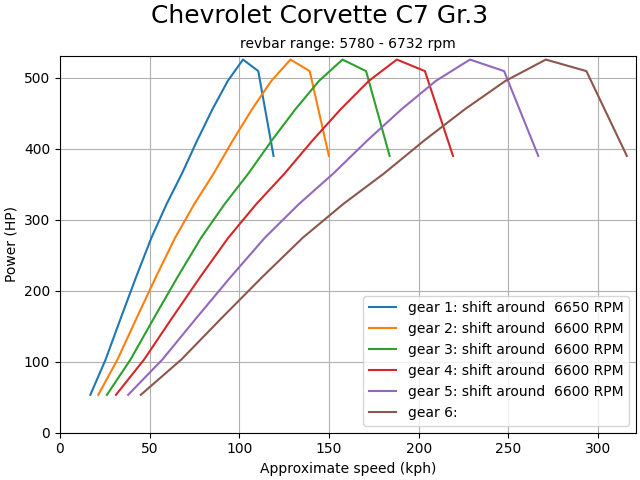 Chevrolet Corvette C7 Gr.3
revbar range: 5780 - 6732 rpm
Power (HP)
500
400
300
200
100
0
gear 1: shift around  6650 RPM
gear 2: shift around  6600 RPM
gear 3: shift around  6600 RPM
gear 4: shift around  6600 RPM
gear 5: shift around  6600 RPM
gear 6:
0 50 100 150 200 250 300
Approximate speed (kph)